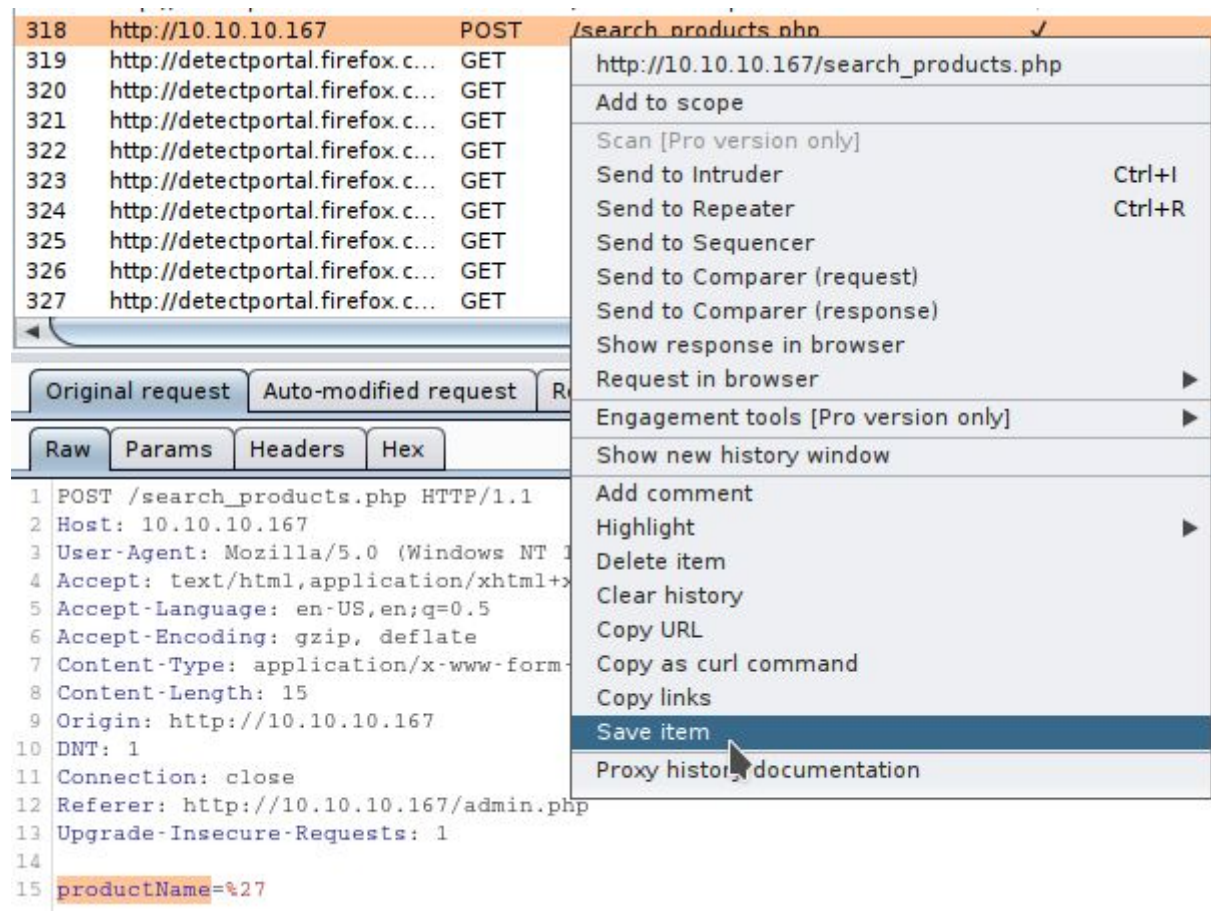 318 http://10.10.10.167 POST /search_products.php ✓
319 http://detectportal.firefox.c... GET
320 http://detectportal.firefox.c... GET
321 http://detectportal.firefox.c... GET
322 http://detectportal.firefox.c... GET
323 http://detectportal.firefox.c... GET
324 http://detectportal.firefox.c... GET
325 http://detectportal.firefox.c... GET
326 http://detectportal.firefox.c... GET
327 http://detectportal.firefox.c... GET
http://10.10.10.167/search_products.php
Add to scope
Scan [Pro version only]
Send to Intruder Ctrl+I
Send to Repeater Ctrl+R
Send to Sequencer
Send to Comparer (request)
Send to Comparer (response)
Show response in browser
Request in browser
Engagement tools [Pro version only]
Show new history window
Add comment
Highlight
Delete item
Clear history
Copy URL
Copy as curl command
Copy links
Save item
Proxy history documentation
Original request Auto-modified request
Raw Params Headers Hex
1 POST /search_products.php HTTP/1.1
2 Host: 10.10.10.167
3 User-Agent: Mozilla/5.0 (Windows NT 1
4 Accept: text/html,application/xhtml+x
5 Accept-Language: en-US,en;q=0.5
6 Accept-Encoding: gzip, deflate
7 Content-Type: application/x-www-form-
8 Content-Length: 15
9 Origin: http://10.10.10.167
10 DNT: 1
11 Connection: close
12 Referer: http://10.10.10.167/admin.php
13 Upgrade-Insecure-Requests: 1
14
15 productName=%27